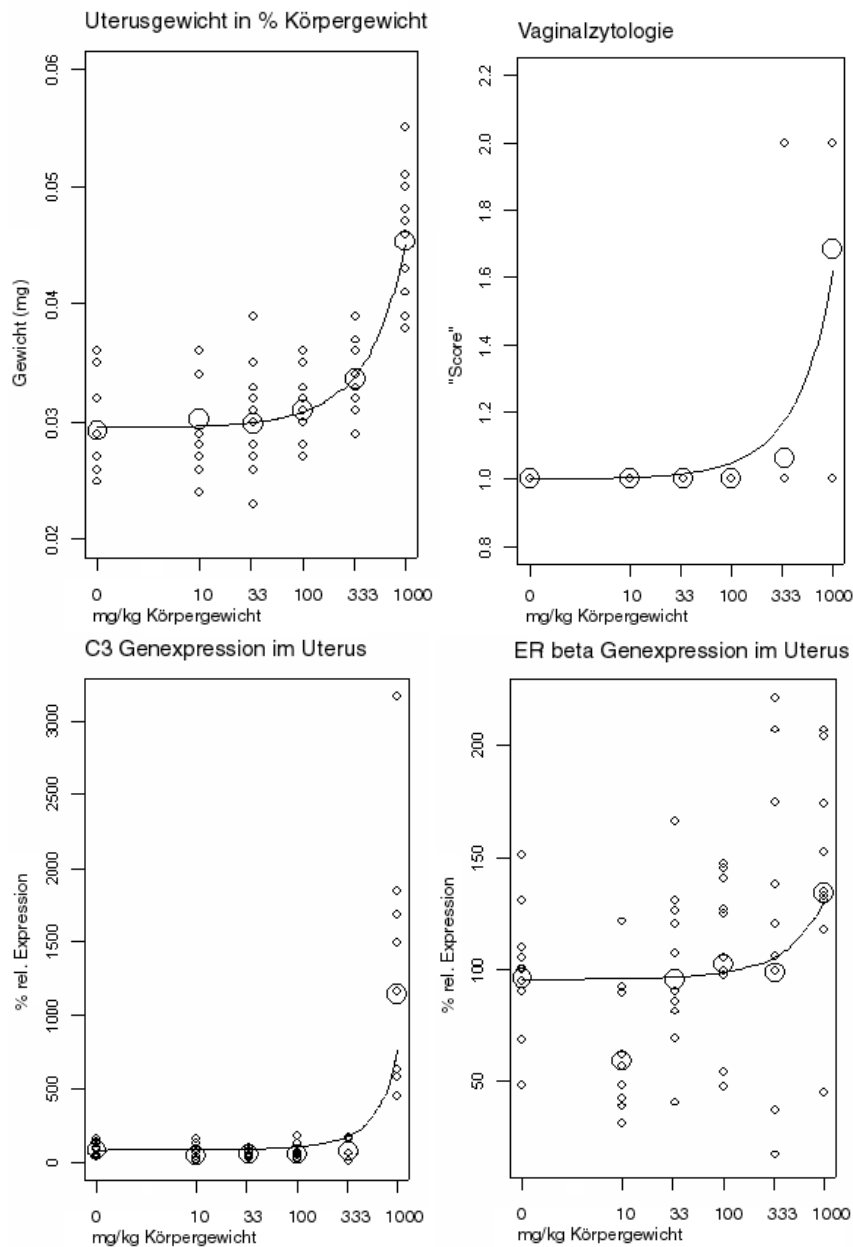 Uterusgewicht in % Körpergewicht
Gewicht (mg)
0.06
0.05
0.04
0.03
0.02
0 10 33 100 333 1000
mg/kg Körpergewicht
Vaginalzytologie
"Score"
2.2
2.0
1.8
1.6
1.4
1.2
1.0
0.8
0 10 33 100 333 1000
mg/kg Körpergewicht
C3 Genexpression im Uterus
% rel. Expression
3000
2500
2000
1500
1000
500
0
0 10 33 100 333 1000
mg/kg Körpergewicht
ER beta Genexpression im Uterus
% rel. Expression
200
150
100
50
0 10 33 100 333 1000
mg/kg Körpergewicht